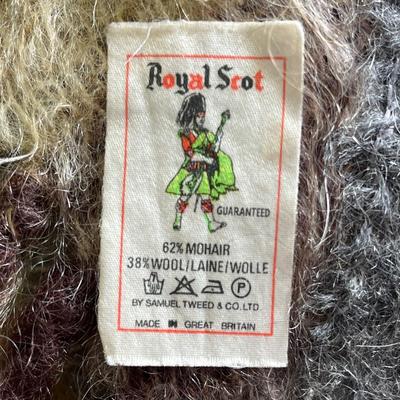 Royal Scot
GUARANTEED
62% MOHAIR
38% WOOL/LAINE/WOLLE
P
BY SAMUEL TWEED & CO. LTD
MADE IN GREAT BRITAIN